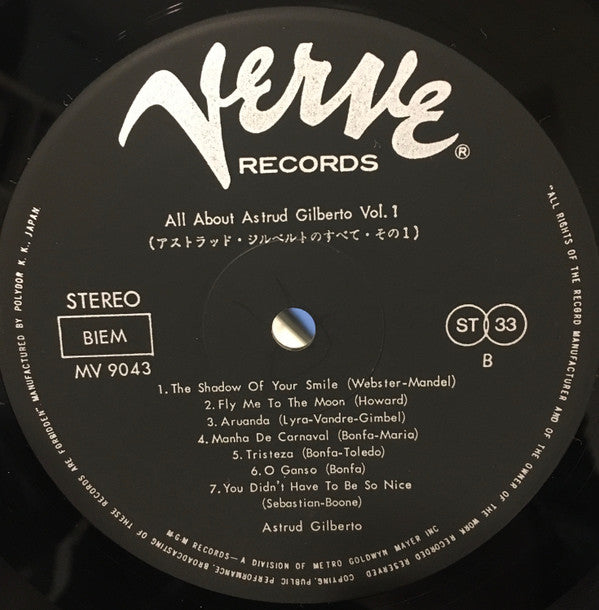 Verve
RECORDS ®
All About Astrud Gilberto Vol. 1
(アストラッド・ジルベルトのすべて・その1)
STEREO
BIEM
MV 9043
ST 33
B
1. The Shadow Of Your Smile (Webster-Mandel)
2. Fly Me To The Moon (Howard)
3. Aruanda (Lyra-Vandre-Gimbel)
4. Manha De Carnaval (Bonfa-Maria)
5. Tristeza (Bonfa-Toledo)
6. O Ganso (Bonfa)
7. You Didn't Have To Be So Nice
(Sebastian-Boone)
Astrud Gilberto
M·G·M RECORDS—A DIVISION OF METRO GOLDWYN MAYER INC
"ALL RIGHTS OF THE RECORD MANUFACTURER AND OF THE OWNER OF THE WORK RECORDED RESERVED. COPYING, PUBLIC PERFORMANCE, BROADCASTING OF THESE RECORDS ARE FORBIDDEN" MANUFACTURED BY POLYDOR K. K., JAPAN.